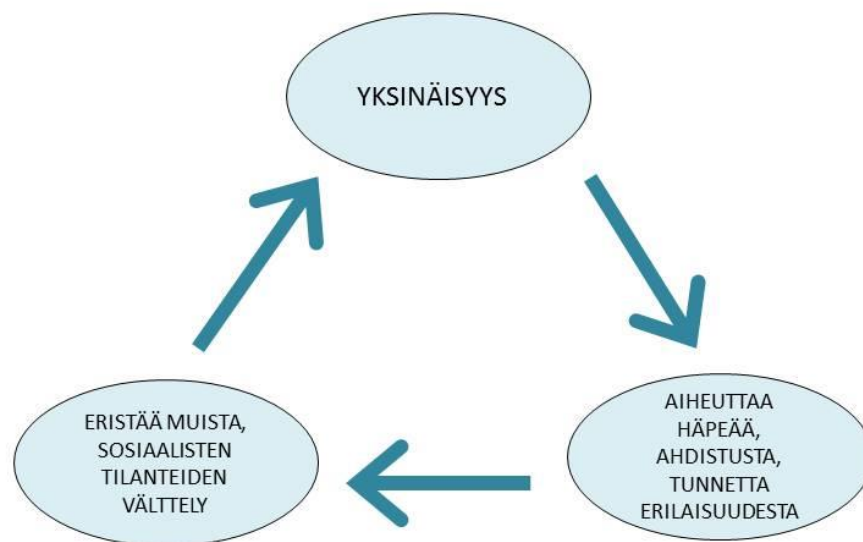 YKSINÄISYYS
AIHEUTTAA
HÄPEÄÄ,
AHDISTUSTA,
TUNNETTA
ERILAISUUDESTA
ERISTÄÄ MUISTA,
SOSIAALISTEN
TILANTEIDEN
VÄLTTELY